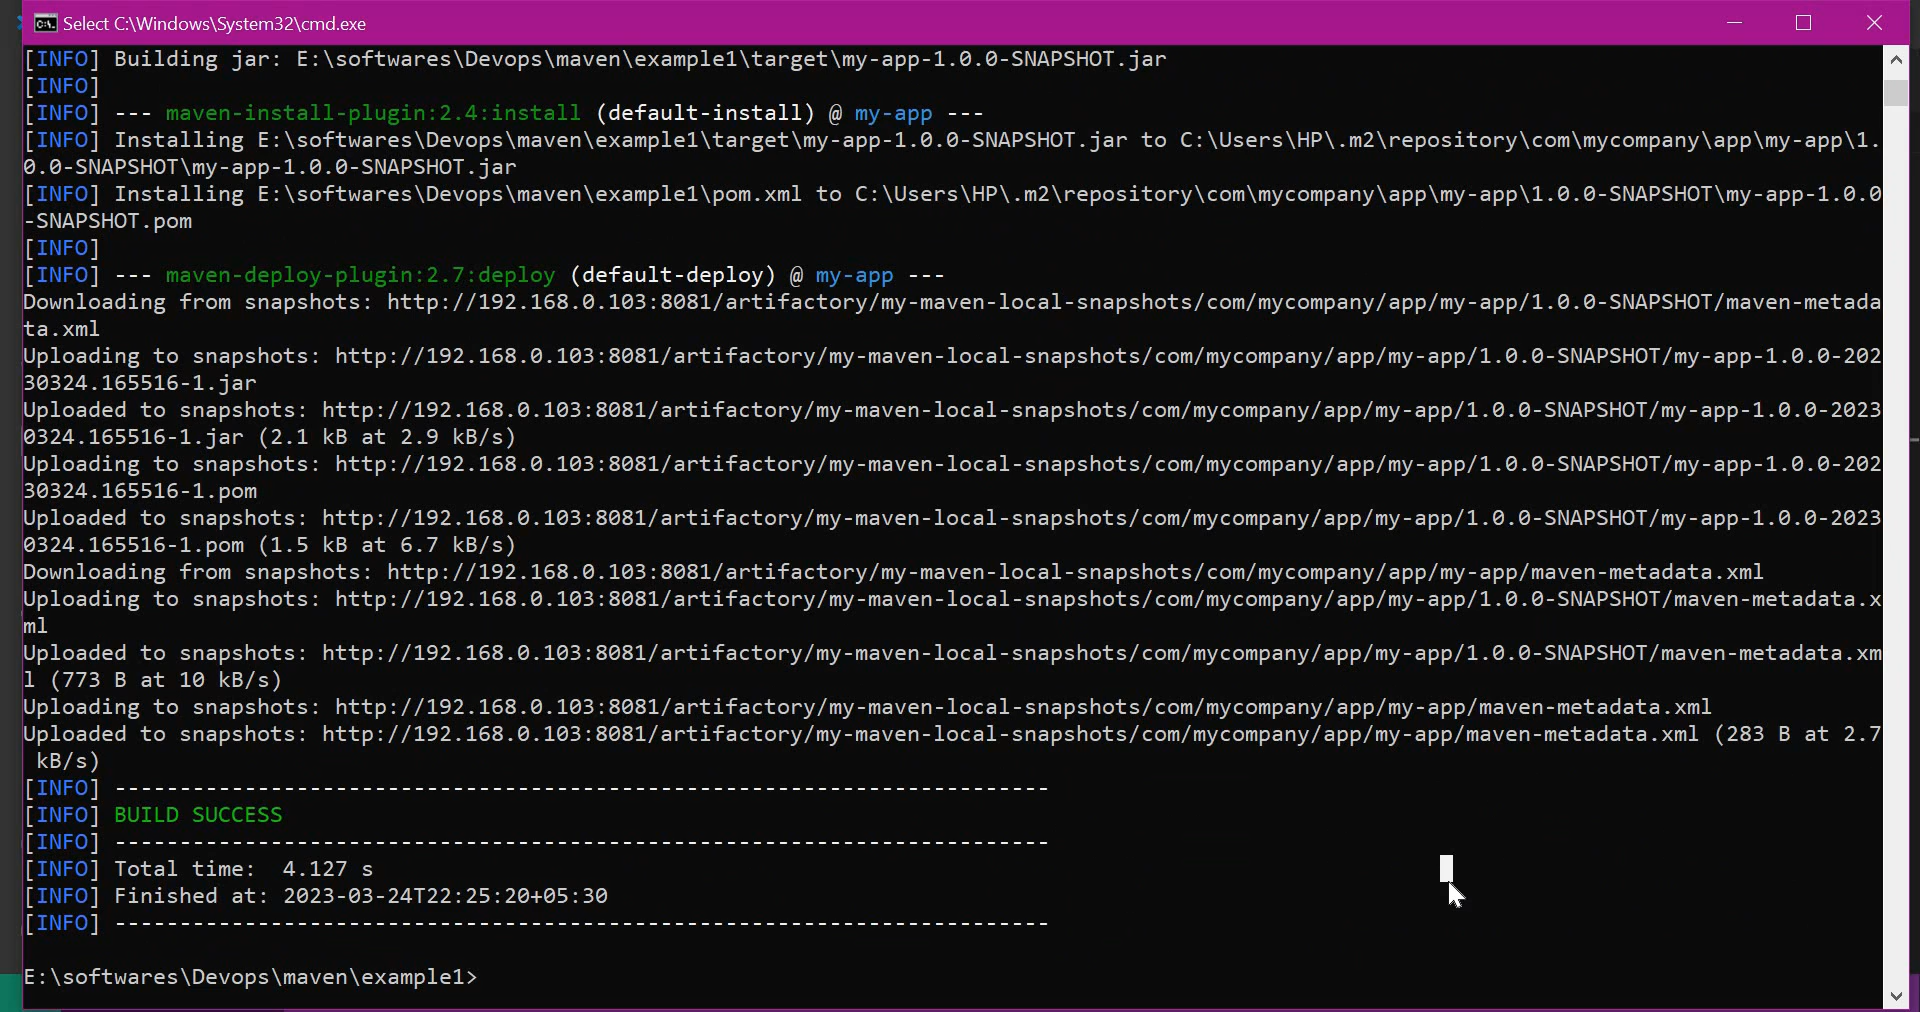 Select C:\Windows\System32\cmd.exe
[INFO] Building jar: E:\softwares\Devops\maven\example1\target\my-app-1.0.0-SNAPSHOT.jar
[INFO]
[INFO] --- maven-install-plugin:2.4:install (default-install) @ my-app ---
[INFO] Installing E:\softwares\Devops\maven\example1\target\my-app-1.0.0-SNAPSHOT.jar to C:\Users\HP\.m2\repository\com\mycompany\app\my-app\1.
0.0-SNAPSHOT\my-app-1.0.0-SNAPSHOT.jar
[INFO] Installing E:\softwares\Devops\maven\example1\pom.xml to C:\Users\HP\.m2\repository\com\mycompany\app\my-app\1.0.0-SNAPSHOT\my-app-1.0.0
-SNAPSHOT.pom
[INFO]
[INFO] --- maven-deploy-plugin:2.7:deploy (default-deploy) @ my-app ---
Downloading from snapshots: http://192.168.0.103:8081/artifactory/my-maven-local-snapshots/com/mycompany/app/my-app/1.0.0-SNAPSHOT/maven-metada
ta.xml
Uploading to snapshots: http://192.168.0.103:8081/artifactory/my-maven-local-snapshots/com/mycompany/app/my-app/1.0.0-SNAPSHOT/my-app-1.0.0-202
30324.165516-1.jar
Uploaded to snapshots: http://192.168.0.103:8081/artifactory/my-maven-local-snapshots/com/mycompany/app/my-app/1.0.0-SNAPSHOT/my-app-1.0.0-2023
0324.165516-1.jar (2.1 kB at 2.9 kB/s)
Uploading to snapshots: http://192.168.0.103:8081/artifactory/my-maven-local-snapshots/com/mycompany/app/my-app/1.0.0-SNAPSHOT/my-app-1.0.0-202
30324.165516-1.pom
Uploaded to snapshots: http://192.168.0.103:8081/artifactory/my-maven-local-snapshots/com/mycompany/app/my-app/1.0.0-SNAPSHOT/my-app-1.0.0-2023
0324.165516-1.pom (1.5 kB at 6.7 kB/s)
Downloading from snapshots: http://192.168.0.103:8081/artifactory/my-maven-local-snapshots/com/mycompany/app/my-app/maven-metadata.xml
Uploading to snapshots: http://192.168.0.103:8081/artifactory/my-maven-local-snapshots/com/mycompany/app/my-app/1.0.0-SNAPSHOT/maven-metadata.x
ml
Uploaded to snapshots: http://192.168.0.103:8081/artifactory/my-maven-local-snapshots/com/mycompany/app/my-app/1.0.0-SNAPSHOT/maven-metadata.xm
l (773 B at 10 kB/s)
Uploading to snapshots: http://192.168.0.103:8081/artifactory/my-maven-local-snapshots/com/mycompany/app/my-app/maven-metadata.xml
Uploaded to snapshots: http://192.168.0.103:8081/artifactory/my-maven-local-snapshots/com/mycompany/app/my-app/maven-metadata.xml (283 B at 2.7
 kB/s)
[INFO] ------------------------------------------------------------------------
[INFO] BUILD SUCCESS
[INFO] ------------------------------------------------------------------------
[INFO] Total time:  4.127 s
[INFO] Finished at: 2023-03-24T22:25:20+05:30
[INFO] ------------------------------------------------------------------------
E:\softwares\Devops\maven\example1>